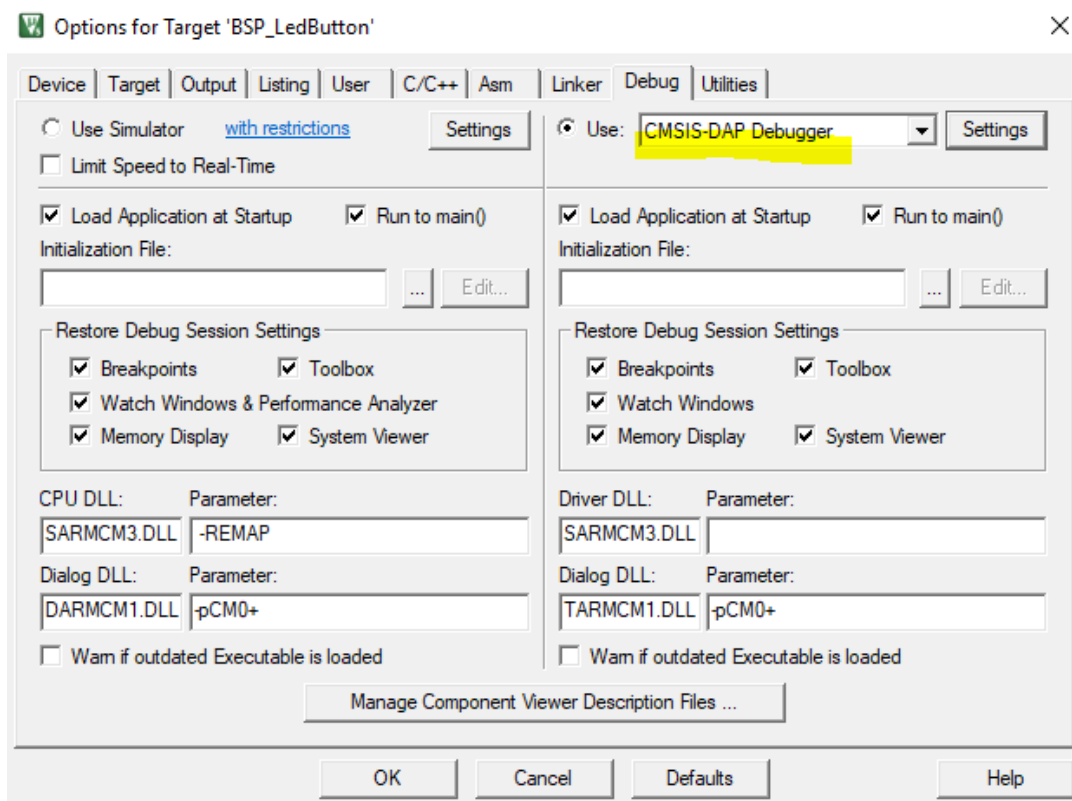 Options for Target 'BSP_LedButton'
Device Target Output Listing User C/C++ Asm Linker Debug Utilities
Use Simulator with restrictions Settings
Limit Speed to Real-Time
Load Application at Startup Run to main()
Initialization File:
... Edit...
Restore Debug Session Settings
Breakpoints Toolbox
Watch Windows & Performance Analyzer
Memory Display System Viewer
CPU DLL: Parameter:
SARMCM3.DLL -REMAP
Dialog DLL: Parameter:
DARMCM1.DLL -pCM0+
Warn if outdated Executable is loaded
Use: CMSIS-DAP Debugger Settings
Load Application at Startup Run to main()
Initialization File:
... Edit...
Restore Debug Session Settings
Breakpoints Toolbox
Watch Windows
Memory Display System Viewer
Driver DLL: Parameter:
SARMCM3.DLL
Dialog DLL: Parameter:
TARMCM1.DLL -pCM0+
Warn if outdated Executable is loaded
Manage Component Viewer Description Files ...
OK Cancel Defaults Help